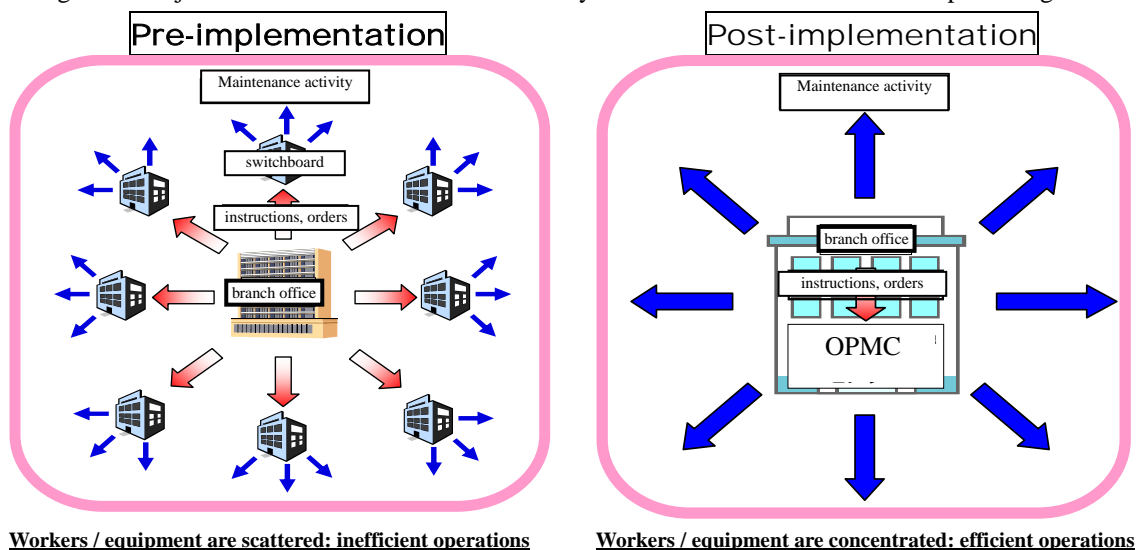 Pre-implementation
Maintenance activity
switchboard
instructions, orders
branch office
Workers / equipment are scattered: inefficient operations
Post-implementation
Maintenance activity
branch office
instructions, orders
OPMC
Workers / equipment are concentrated: efficient operations